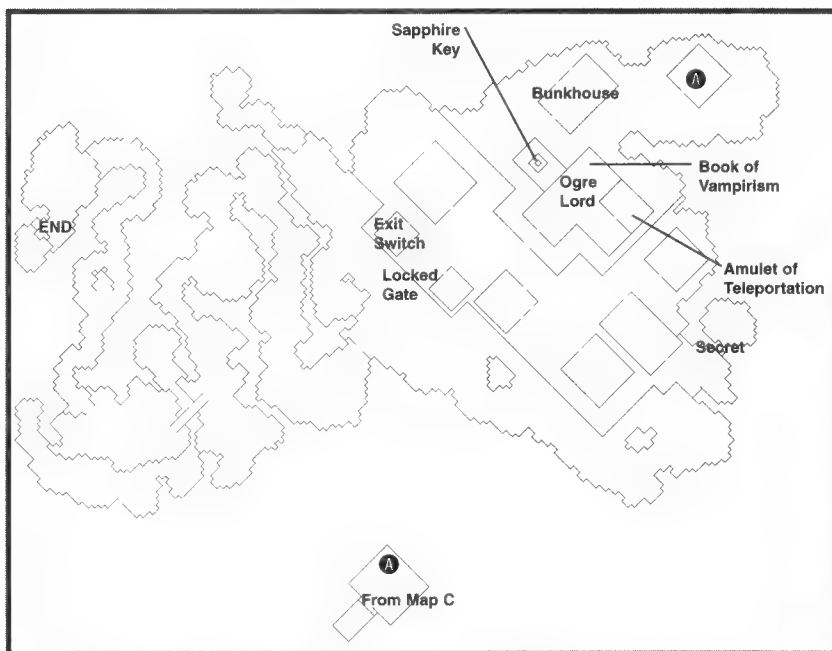 Sapphire
Key
A
Bunkhouse
Book of
Vampirism
Ogre
Lord
END
Exit
Switch
Locked
Gate
Amulet of
Teleportation
Secret
A
From Map C